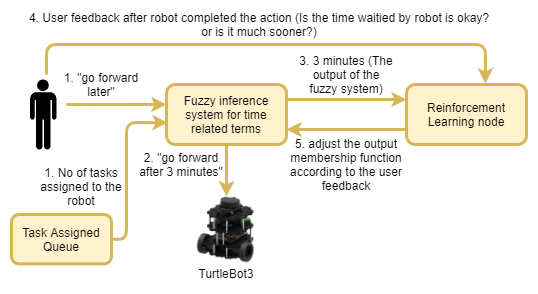 4. User feedback after robot completed the action (Is the time waitied by robot is okay?
or is it much sooner?)
1. "go forward
later"
3. 3 minutes (The
output of the
fuzzy system)
Fuzzy inference
system for time
related terms
Reinforcement
Learning node
1. No of tasks
assigned to the
robot
2. "go forward
after 3 minutes"
5. adjust the output
membership function
according to the user
feedback
Task Assigned
Queue
TurtleBot3